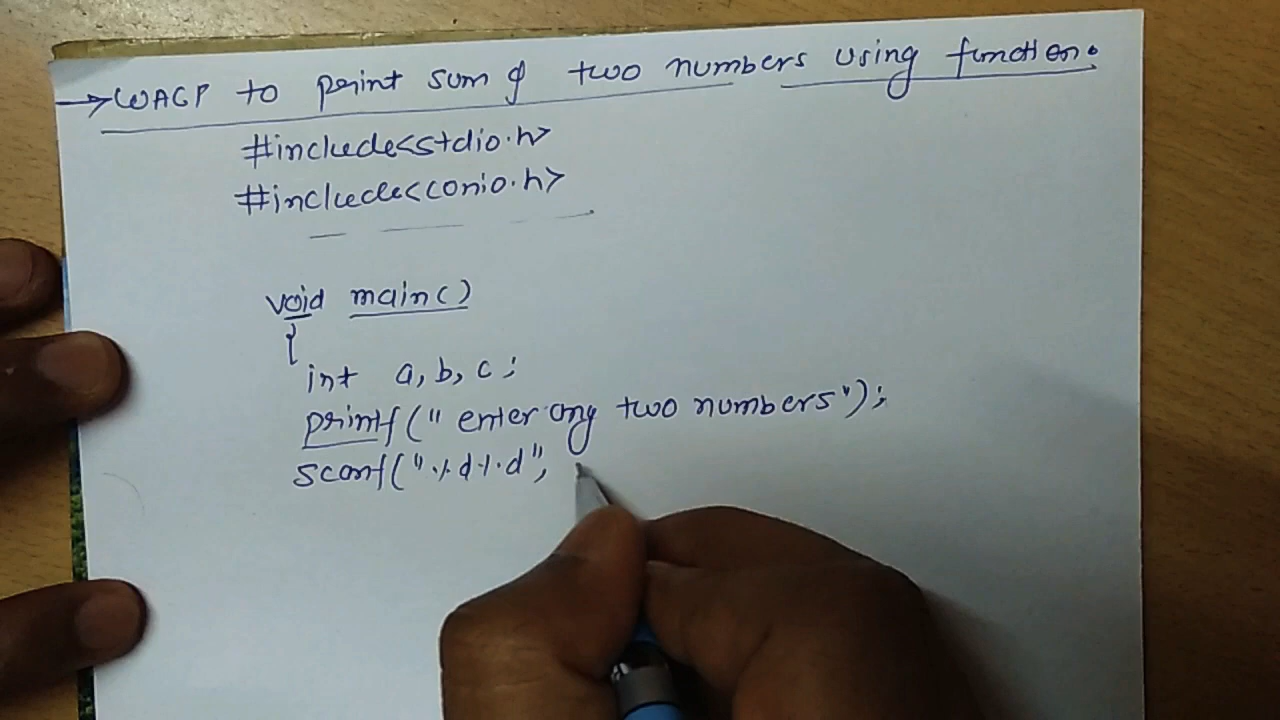 → WACP to print sum of two numbers using function.
#include<stdio.h>
#include<conio.h>
void main()
{
int a, b, c;
printf("enter any two numbers");
scanf("%d%d",